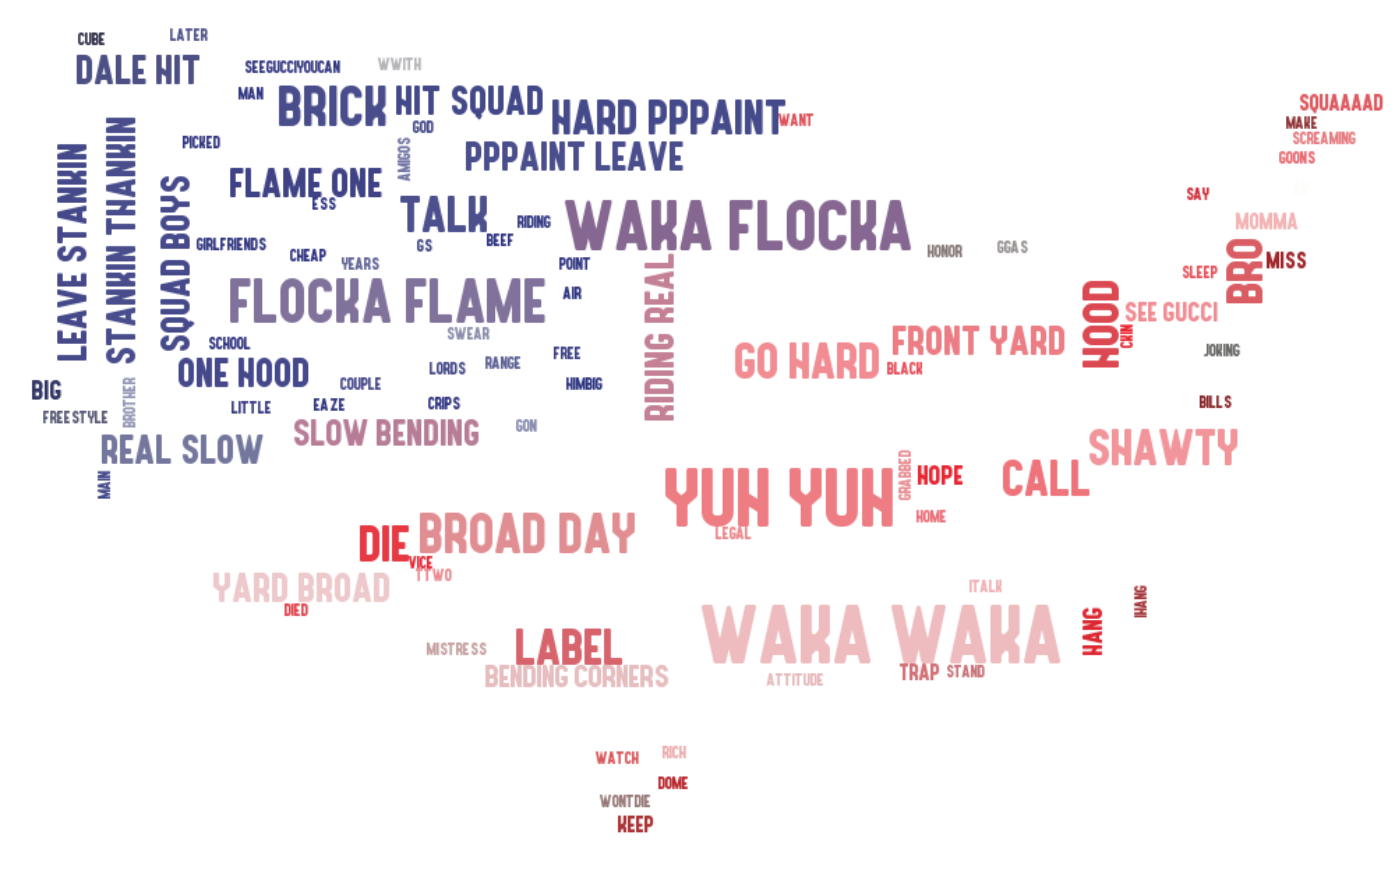 CUBE
LATER
DALE HIT
SEEGUCCIYOUCAN
WWITH
MAN
BRICK
HIT SQUAD
HARD PPPAINT
WANT
SQUAAAAD
MAKE
SCREAMING
GOONS
GOD
PICKED
AMIGOS
PPPAINT LEAVE
LEAVE STANKIN
STANKIN THANKIN
SQUAD BOYS
FLAME ONE
ESS
TALK
RIDING
WAKA FLOCKA
SAY
MOMMA
GIRLFRIENDS
GS
BEEF
HONOR
GGAS
CHEAP
YEARS
POINT
RIDING REAL
SLEEP
BRO
MISS
FLOCKA FLAME
AIR
HOOD
SEE GUCCI
SWEAR
CKIN
SCHOOL
FRONT YARD
JOKING
ONE HOOD
LORDS
RANGE
FREE
GO HARD
BLACK
BIG
BROTHER
COUPLE
HIMBIG
FREESTYLE
LITTLE
EAZE
CRIPS
BILLS
REAL SLOW
SLOW BENDING
GON
SHAWTY
MAIN
YUH YUH
GRABBED
HOPE
CALL
HOME
DIE
BROAD DAY
LEGAL
VICE
TTWO
YARD BROAD
DIED
ITALK
IHANG
HANG
MISTRESS
LABEL
WAKA WAKA
BENDING CORNERS
ATTITUDE
TRAP
STAND
WATCH
RICH
DOME
WONTDIE
KEEP